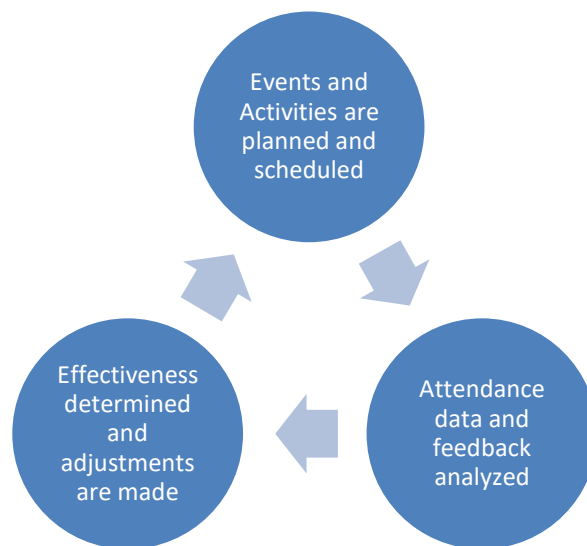 Events and
Activities are
planned and
scheduled
Attendance
data and
feedback
analyzed
Effectiveness
determined
and
adjustments
are made